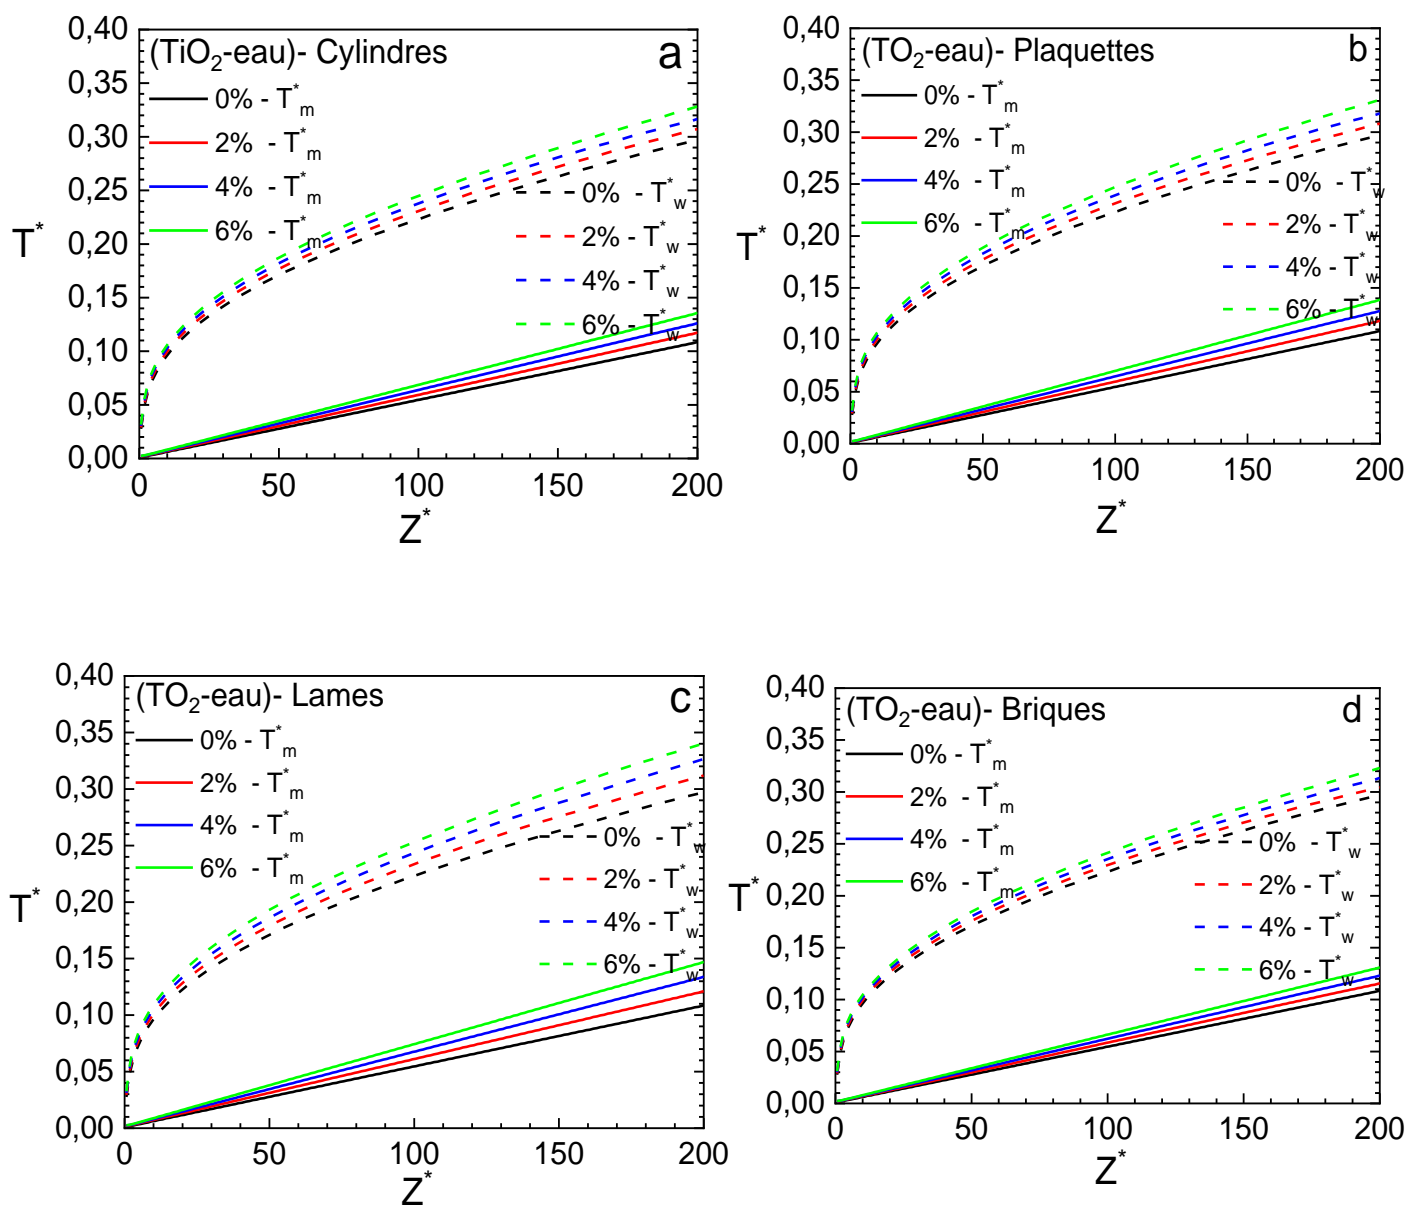 (TiO2-eau)- Cylindres
a
0% - T*m
2% - T*m
4% - T*m
6% - T*m
0% - T*w
2% - T*w
4% - T*w
6% - T*w
0,40
0,35
0,30
0,25
0,20
0,15
0,10
0,05
0,00
T*
0
50
100
150
200
Z*
(TO2-eau)- Plaquettes
b
0% - T*m
2% - T*m
4% - T*m
6% - T*m
0% - T*w
2% - T*w
4% - T*w
6% - T*w
0,40
0,35
0,30
0,25
0,20
0,15
0,10
0,05
0,00
T*
0
50
100
150
200
Z*
(TO2-eau)- Lames
c
0% - T*m
2% - T*m
4% - T*m
6% - T*m
0% - T*w
2% - T*w
4% - T*w
6% - T*w
0,40
0,35
0,30
0,25
0,20
0,15
0,10
0,05
0,00
T*
0
50
100
150
200
Z*
(TO2-eau)- Briques
d
0% - T*m
2% - T*m
4% - T*m
6% - T*m
0% - T*w
2% - T*w
4% - T*w
6% - T*w
0,40
0,35
0,30
0,25
0,20
0,15
0,10
0,05
0,00
T*
0
50
100
150
200
Z*